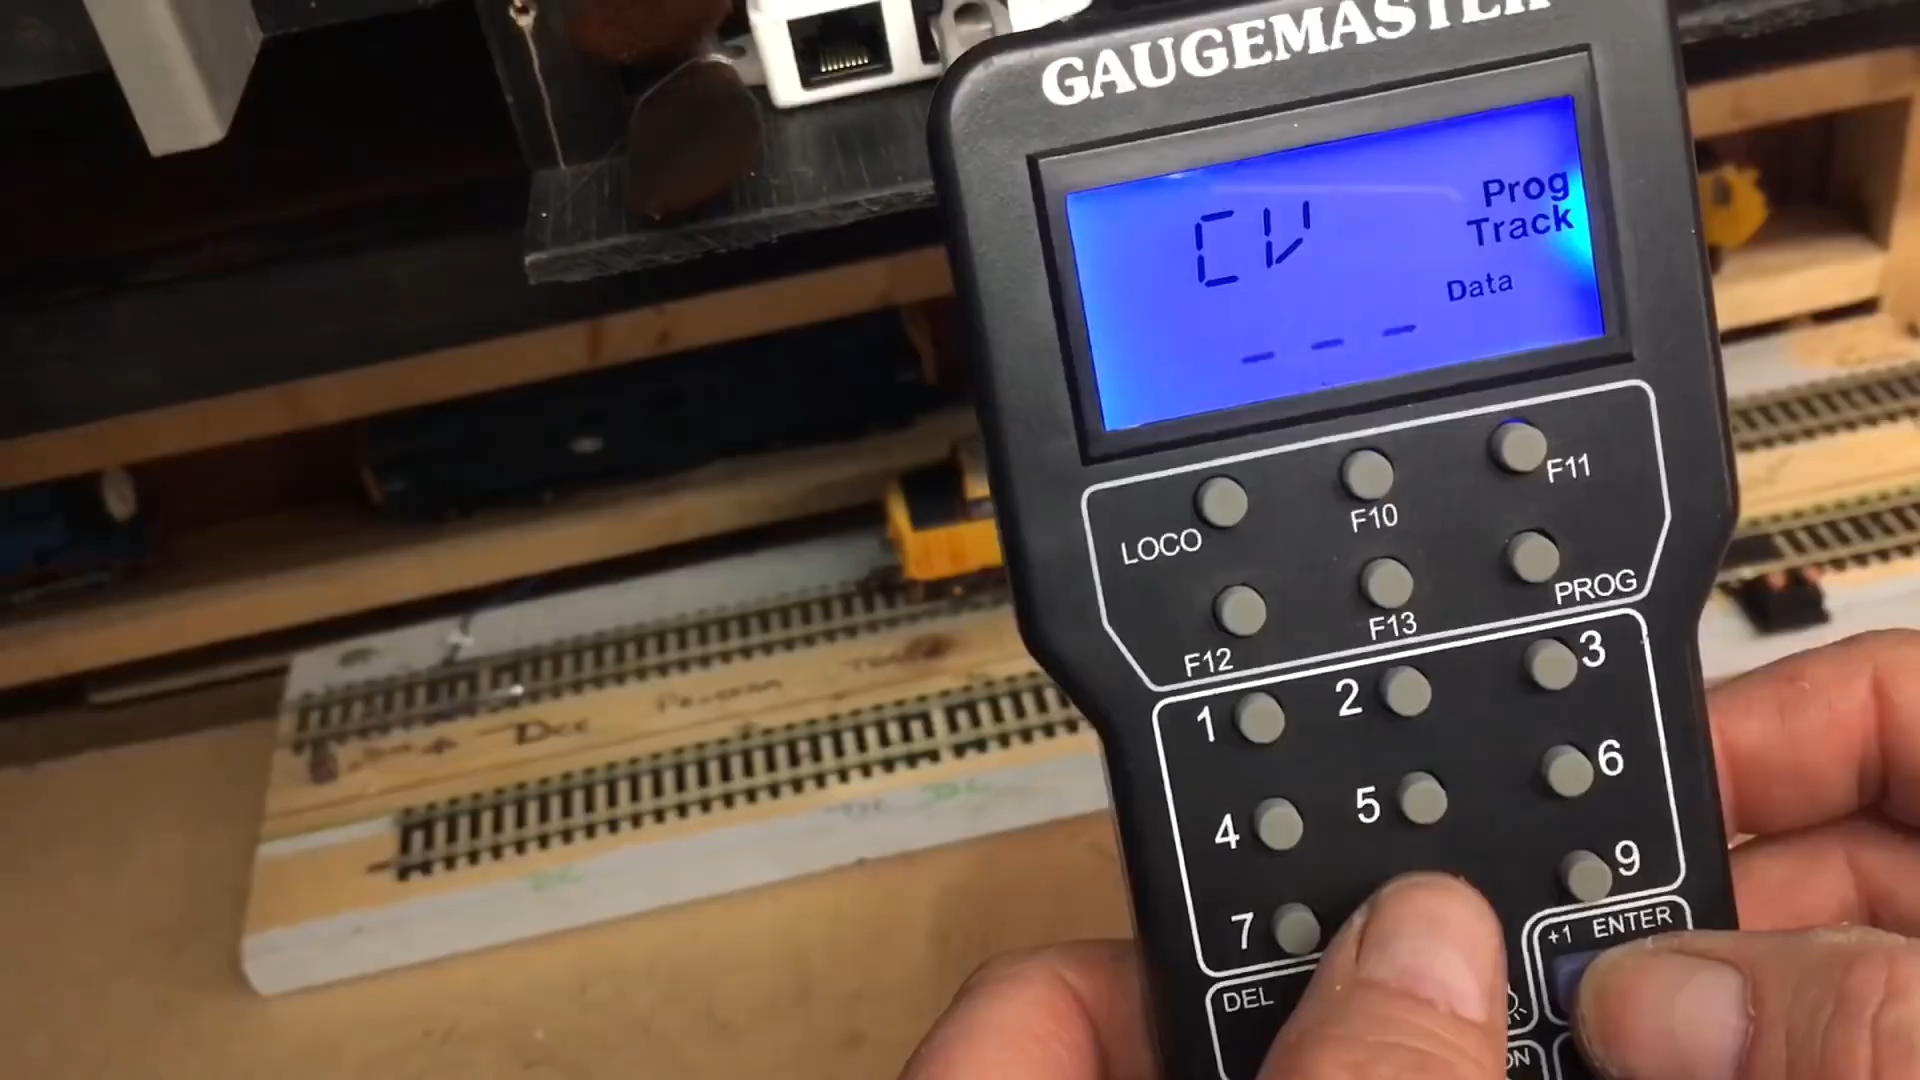 GAUGEMASTER
Prog
Track
CV
Data
_ _ _
LOCO
F10
F11
F12
F13
PROG
1
2
3
4
5
6
7
9
+1 ENTER
DEL
Dcc